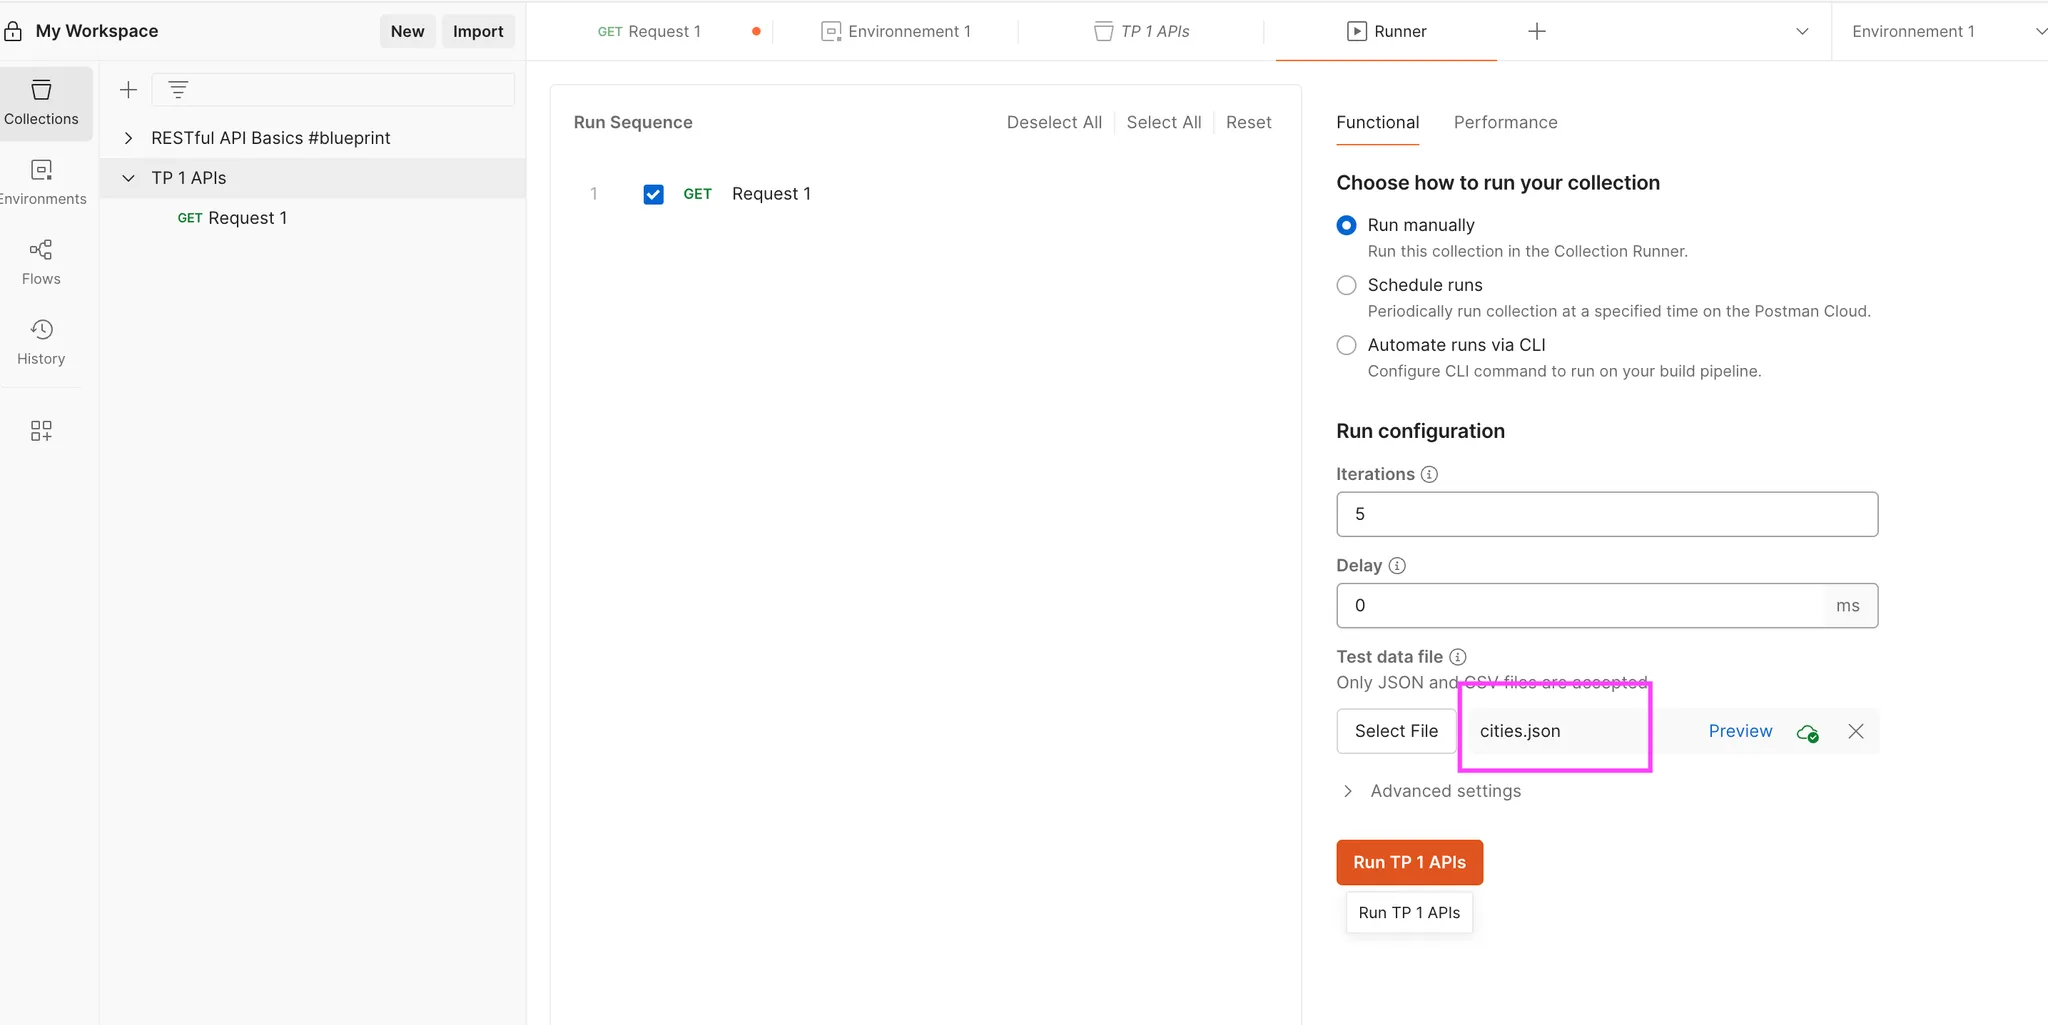 My Workspace
New
Import
GET Request 1
Environnement 1
TP 1 APIs
Runner
Environnement 1
Collections
Environments
Flows
History
RESTful API Basics #blueprint
TP 1 APIs
GET Request 1
Run Sequence
Deselect All
Select All
Reset
1 GET Request 1
Functional
Performance
Choose how to run your collection
Run manually
Run this collection in the Collection Runner.
Schedule runs
Periodically run collection at a specified time on the Postman Cloud.
Automate runs via CLI
Configure CLI command to run on your build pipeline.
Run configuration
Iterations
5
Delay
0 ms
Test data file
Only JSON and CSV files are accepted.
Select File
cities.json
Preview
Advanced settings
Run TP 1 APIs
Run TP 1 APIs